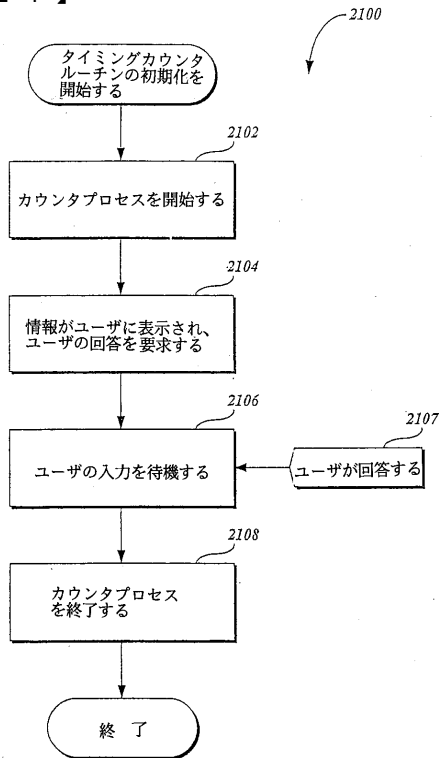 2100
タイミングカウンタ
ルーチンの初期化を
開始する
2102
カウンタプロセスを開始する
2104
情報がユーザに表示され、
ユーザの回答を要求する
2106
ユーザの入力を待機する
2107
ユーザが回答する
2108
カウンタプロセス
を終了する
終 了